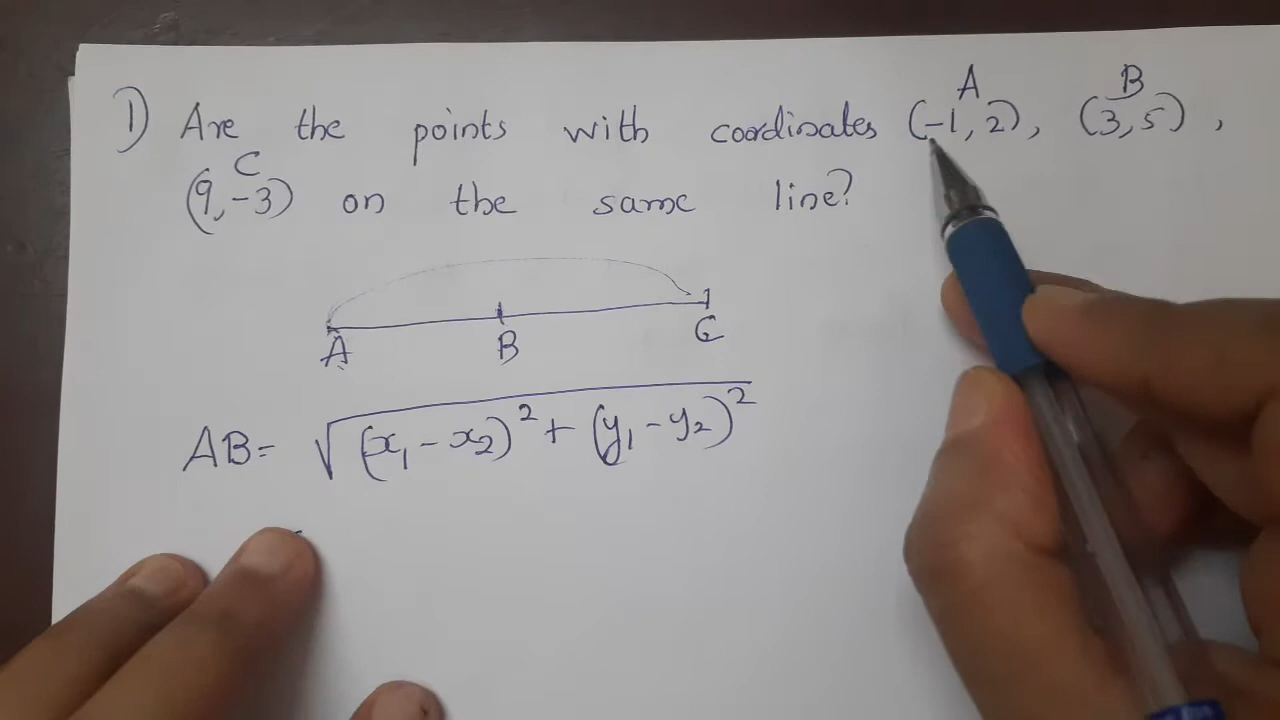 A B
1) Are the points with coordinates (-1, 2), (3, 5),
C
(9, -3) on the same line?
A B C
AB = √(x₁ - x₂)² + (y₁ - y₂)²